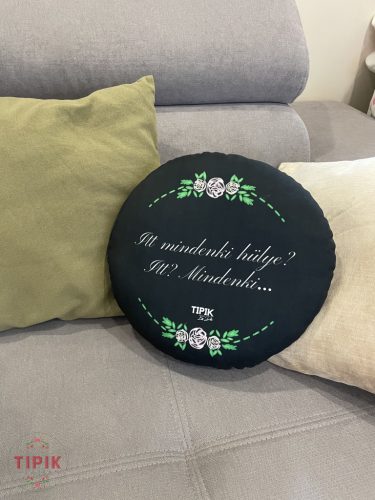 Itt mindenki hülye?
Itt? Mindenki...
TIPIK
TIPIK